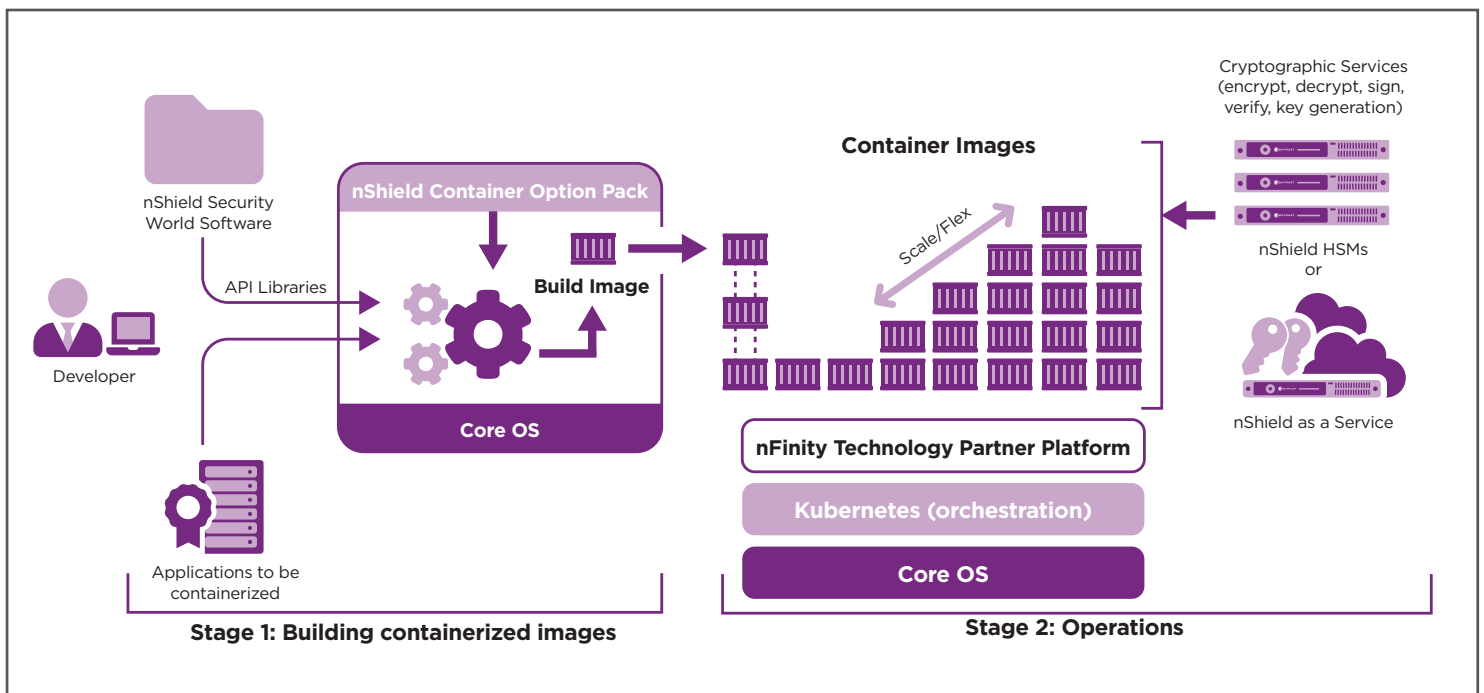 nShield Security
World Software
API Libraries
Developer
Applications to be
containerized
nShield Container Option Pack
Build Image
Core OS
Stage 1: Building containerized images
Container Images
Scale/Flex
nFinity Technology Partner Platform
Kubernetes (orchestration)
Core OS
Stage 2: Operations
Cryptographic Services
(encrypt, decrypt, sign,
verify, key generation)
nShield HSMs
or
nShield as a Service